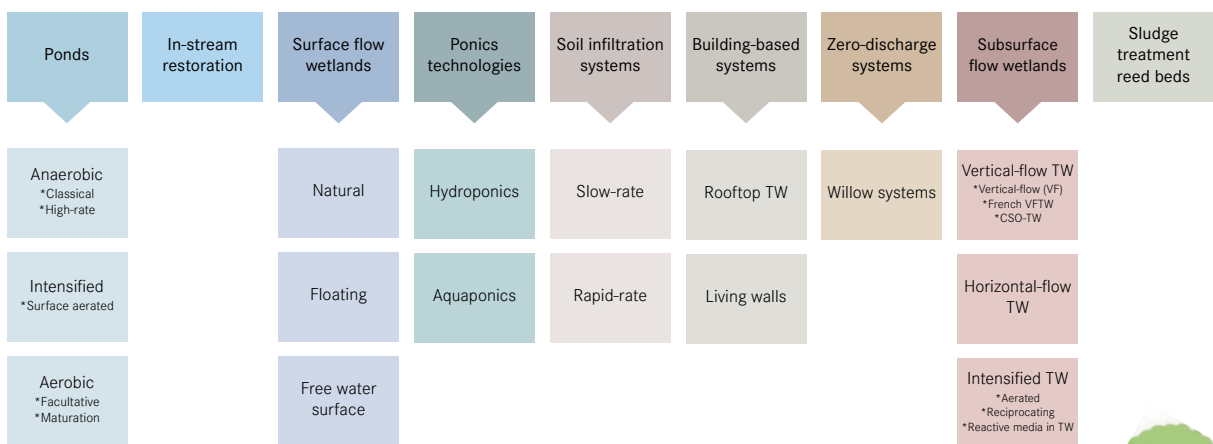 Ponds
In-stream
restoration
Surface flow
wetlands
Ponics
technologies
Soil infiltration
systems
Building-based
systems
Zero-discharge
systems
Subsurface
flow wetlands
Sludge
treatment
reed beds
Anaerobic
*Classical
*High-rate
Natural
Hydroponics
Slow-rate
Rooftop TW
Willow systems
Vertical-flow TW
*Vertical-flow (VF)
*French VFTW
*CSO-TW
Intensified
*Surface aerated
Floating
Aquaponics
Rapid-rate
Living walls
Horizontal-flow
TW
Aerobic
*Facultative
*Maturation
Free water
surface
Intensified TW
*Aerated
*Reciprocating
*Reactive media in TW